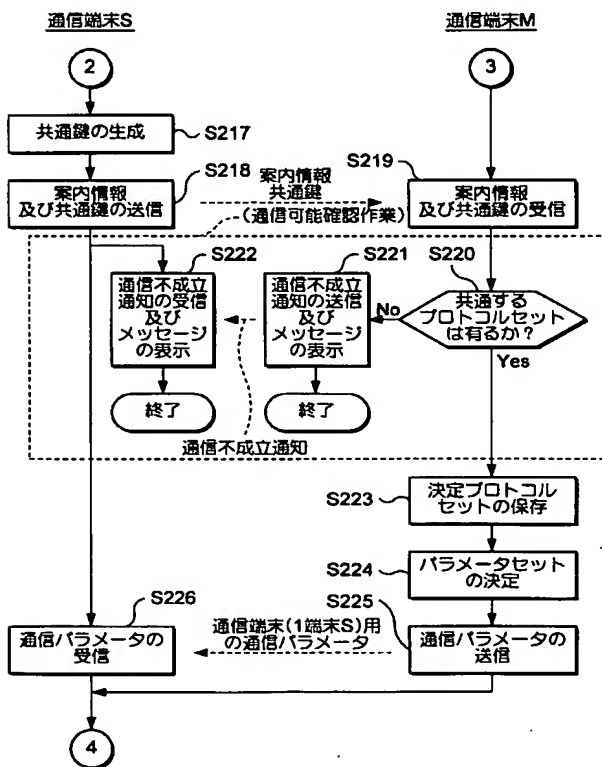 通信端末S
通信端末M
2
3
共通鍵の生成
S217
S218
案内情報
及び共通鍵の送信
案内情報
共通鍵
S219
案内情報
及び共通鍵の受信
(通信可能確認作業)
S222
通信不成立
通知の受信
及び
メッセージ
の表示
S221
通信不成立
通知の送信
及び
メッセージ
の表示
S220
共通する
プロトコルセット
は有るか?
No
Yes
終了
終了
通信不成立通知
S223
決定プロトコル
セットの保存
S224
パラメータセット
の決定
S226
通信パラメータの
受信
通信端末(1端末S)用
の通信パラメータ
S225
通信パラメータの
送信
4